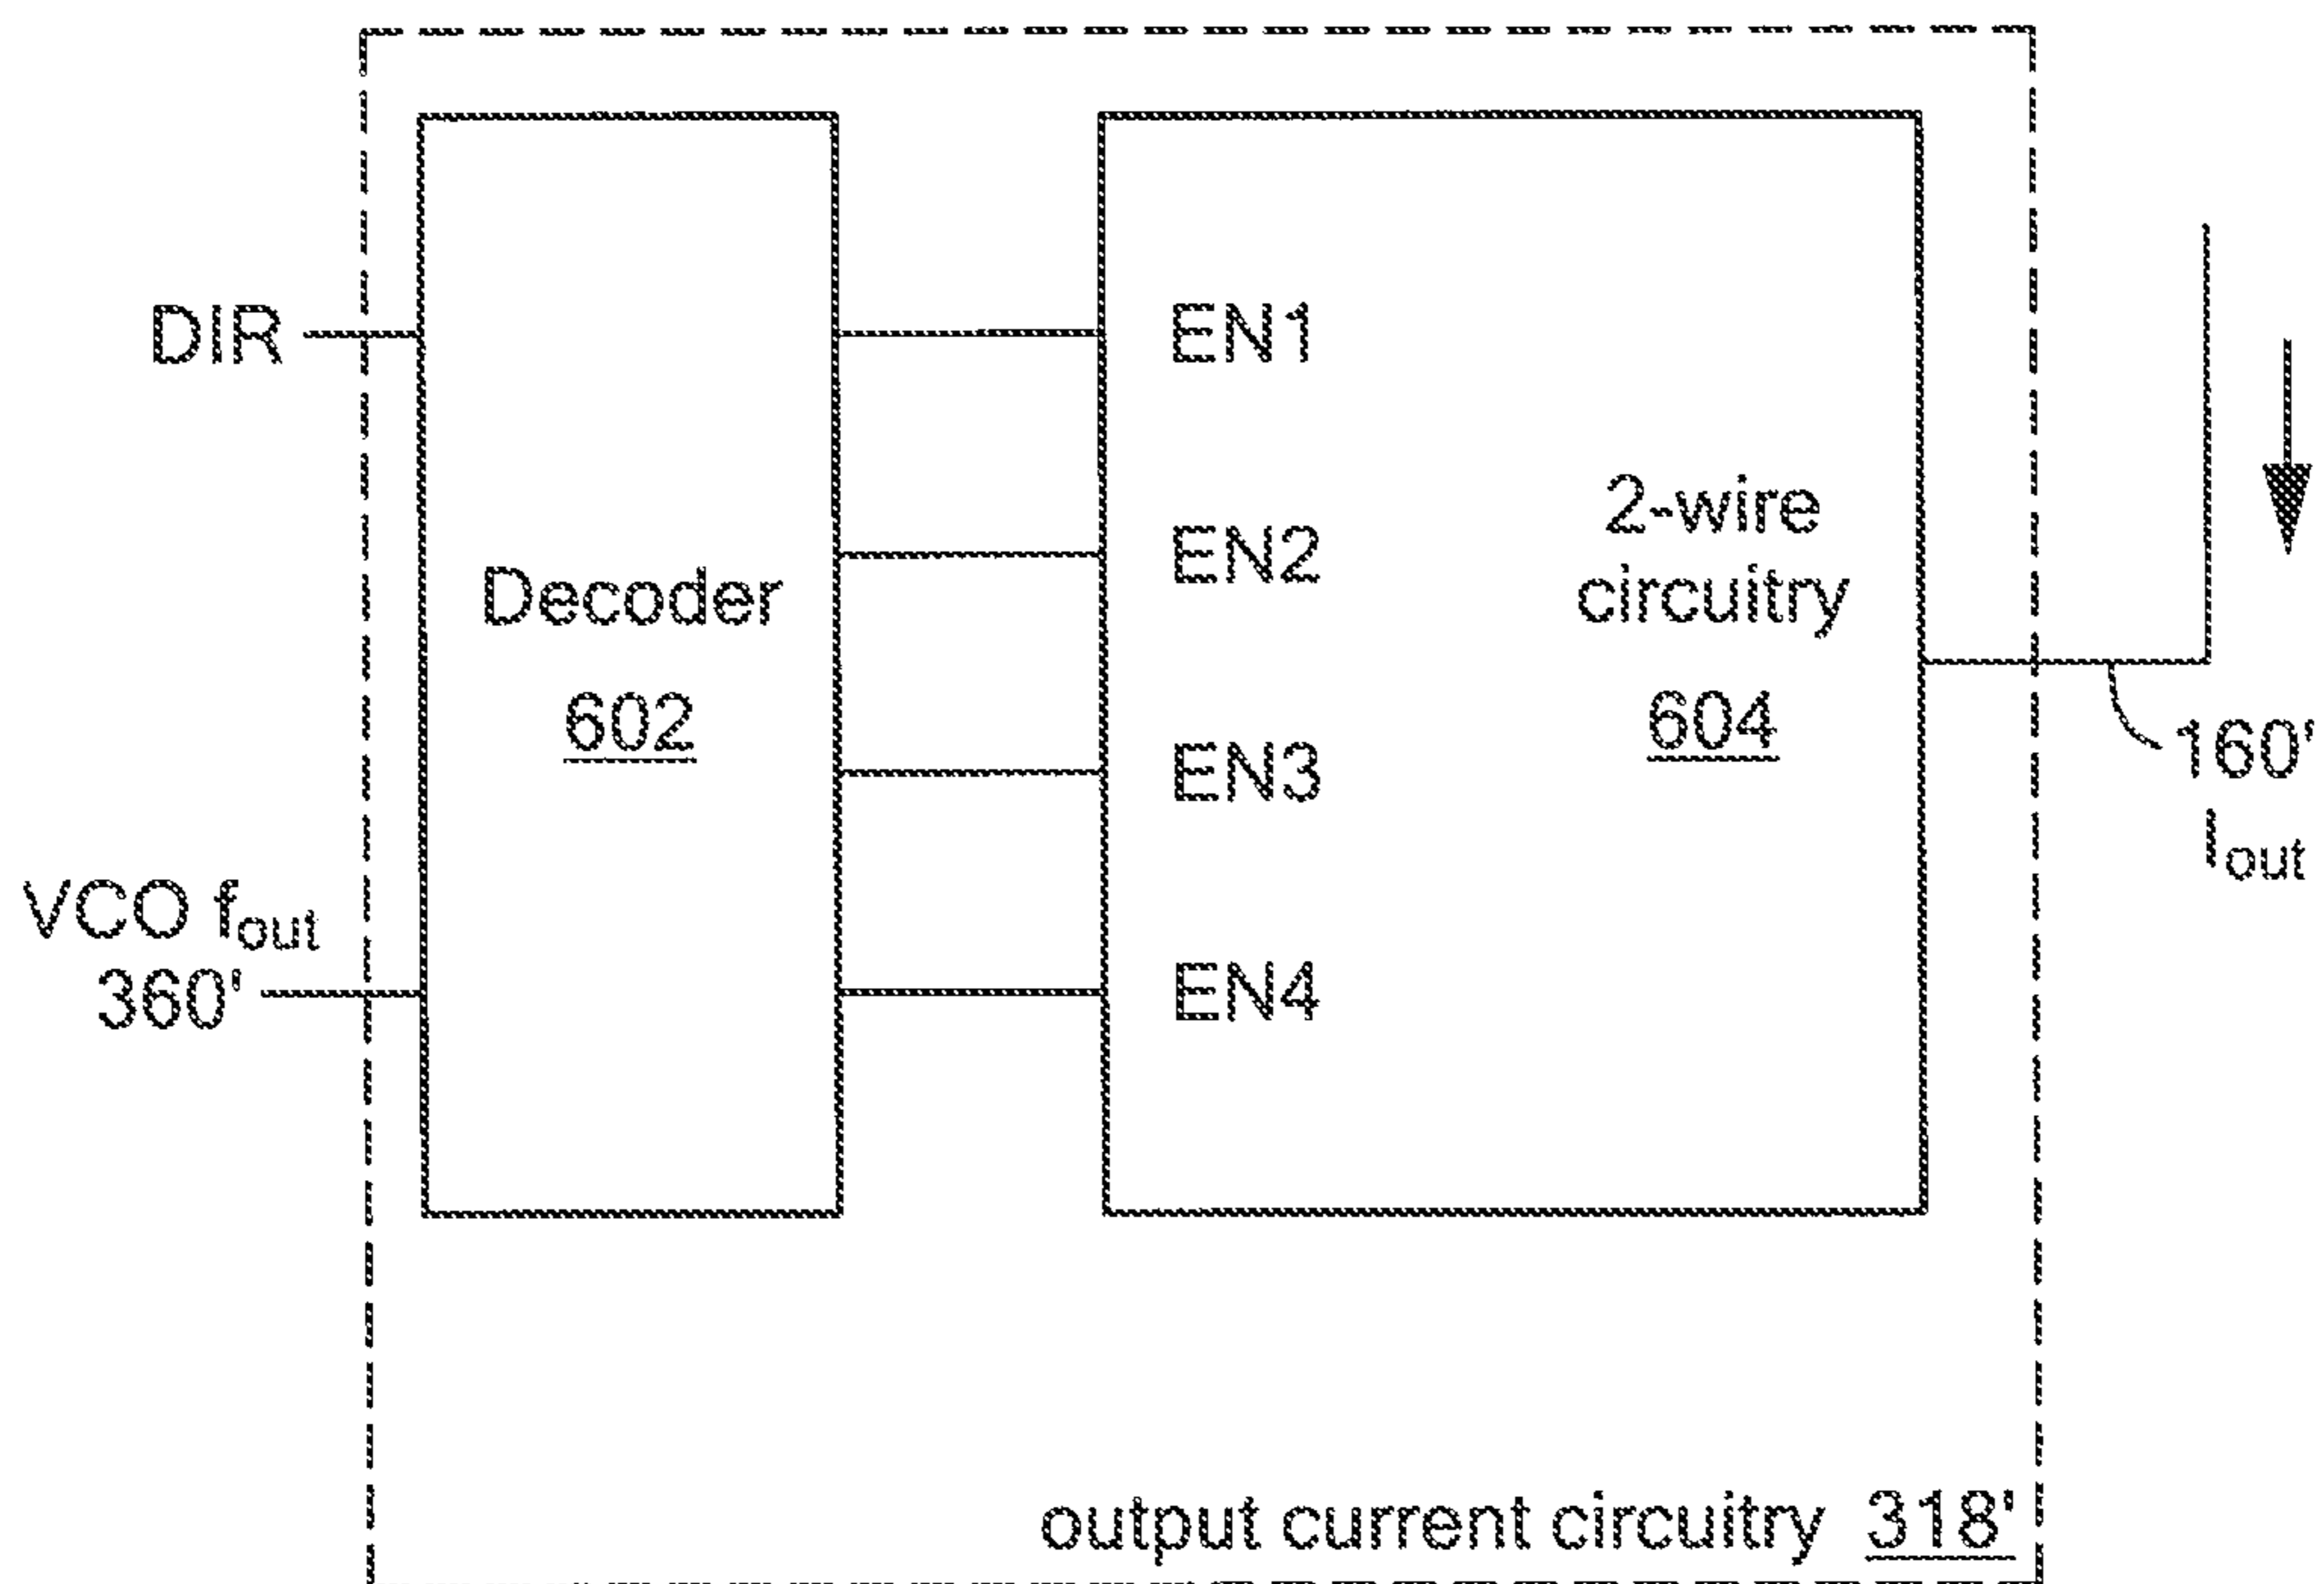 DIR
VCO fout
360'
Decoder
602
EN1
EN2
EN3
EN4
2-wire
circuitry
604
160'
Iout
output current circuitry 318'